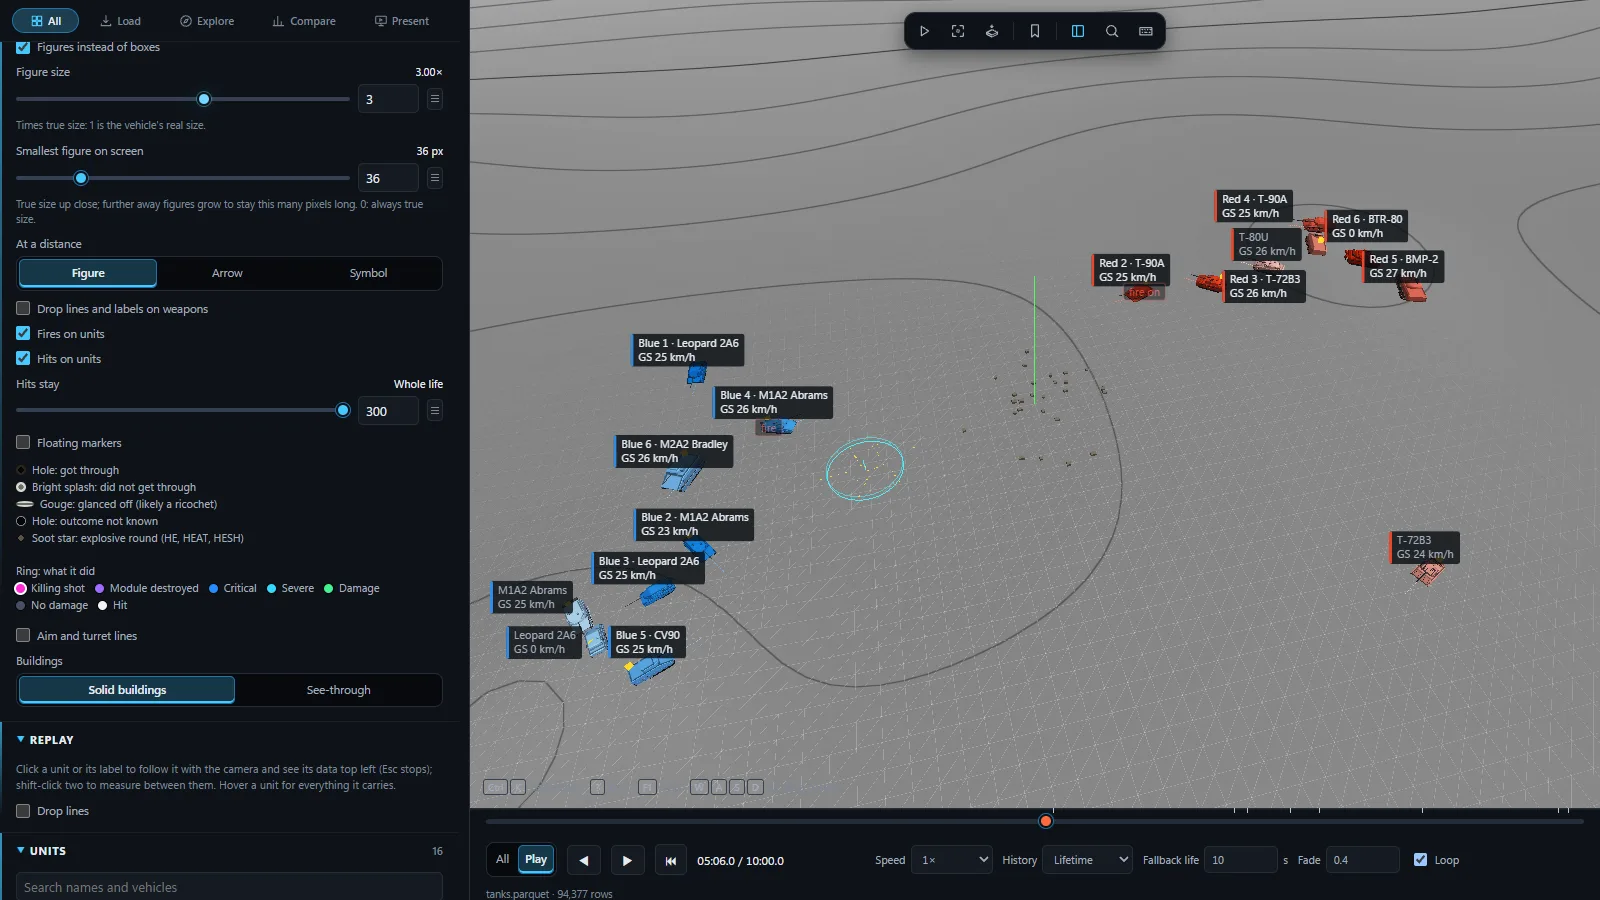 All
Load
Explore
Compare
Present
Figures instead of boxes
Figure size
3.00×
3
Times true size: 1 is the vehicle's real size.
Smallest figure on screen
36 px
36
True size up close; further away figures grow to stay this many pixels long. 0: always true
size.
At a distance
Figure
Arrow
Symbol
Drop lines and labels on weapons
Fires on units
Hits on units
Hits stay
Whole life
300
Floating markers
Hole: got through
Bright splash: did not get through
Gouge: glanced off (likely a ricochet)
Hole: outcome not known
Soot star: explosive round (HE, HEAT, HESH)
Ring: what it did
Killing shot
Module destroyed
Critical
Severe
Damage
No damage
Hit
Aim and turret lines
Buildings
Solid buildings
See-through
REPLAY
Click a unit or its label to follow it with the camera and see its data top left (Esc stops);
shift-click two to measure between them. Hover a unit for everything it carries.
Drop lines
UNITS
16
Search names and vehicles
Red 4 · T-90A
GS 25 km/h
Red 6 · BTR-80
GS 0 km/h
T-80U
GS 26 km/h
Red 5 · BMP-2
GS 27 km/h
Red 2 · T-90A
GS 25 km/h
fire on
Red 3 · T-72B3
GS 26 km/h
Blue 1 · Leopard 2A6
GS 25 km/h
Blue 4 · M1A2 Abrams
GS 26 km/h
fire
Blue 6 · M2A2 Bradley
GS 26 km/h
Blue 2 · M1A2 Abrams
GS 23 km/h
Blue 3 · Leopard 2A6
GS 25 km/h
T-72B3
GS 24 km/h
M1A2 Abrams
GS 25 km/h
Leopard 2A6
GS 0 km/h
Blue 5 · CV90
GS 25 km/h
W A S D
All
Play
05:06.0 / 10:00.0
Speed
1×
History
Lifetime
Fallback life
10
s
Fade
0.4
Loop
tanks.parquet · 94,377 rows